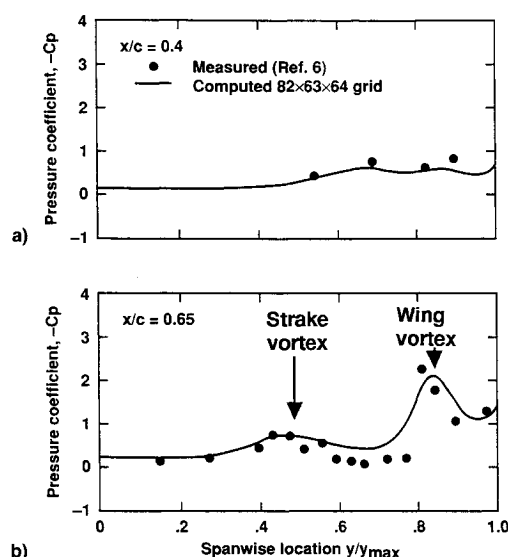 x/c = 0.4
Measured (Ref. 6)
Computed 82×63×64 grid
Pressure coefficient, –Cp
4
3
2
1
0
–1
a)
x/c = 0.65
Strake
vortex
Wing
vortex
Pressure coefficient, –Cp
4
3
2
1
0
–1
0 .2 .4 .6 .8 1.0
Spanwise location y/ymax
b)